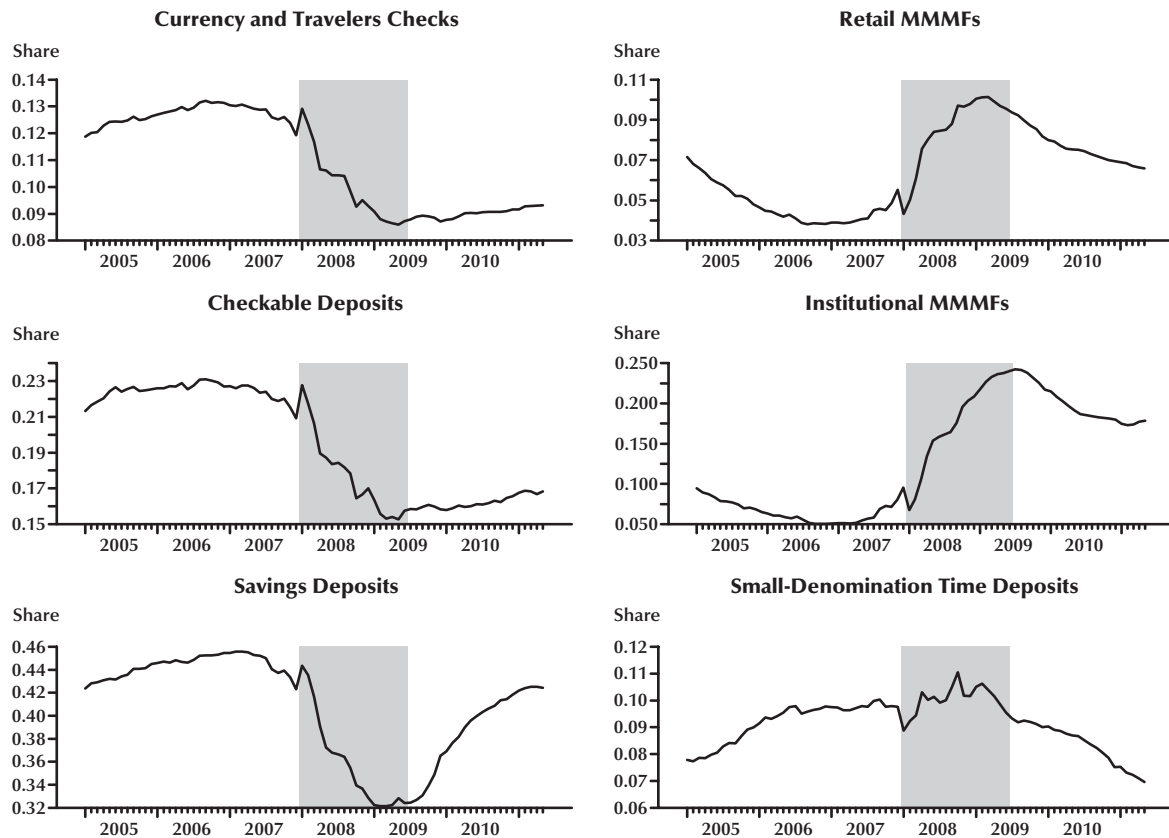 Currency and Travelers Checks
Share
0.14
0.13
0.12
0.11
0.10
0.09
0.08
2005 2006 2007 2008 2009 2010
Retail MMMFs
Share
0.11
0.09
0.07
0.05
0.03
2005 2006 2007 2008 2009 2010
Checkable Deposits
Share
0.23
0.21
0.19
0.17
0.15
2005 2006 2007 2008 2009 2010
Institutional MMMFs
Share
0.250
0.200
0.150
0.100
0.050
2005 2006 2007 2008 2009 2010
Savings Deposits
Share
0.46
0.44
0.42
0.40
0.38
0.36
0.34
0.32
2005 2006 2007 2008 2009 2010
Small-Denomination Time Deposits
Share
0.12
0.11
0.10
0.09
0.08
0.07
0.06
2005 2006 2007 2008 2009 2010